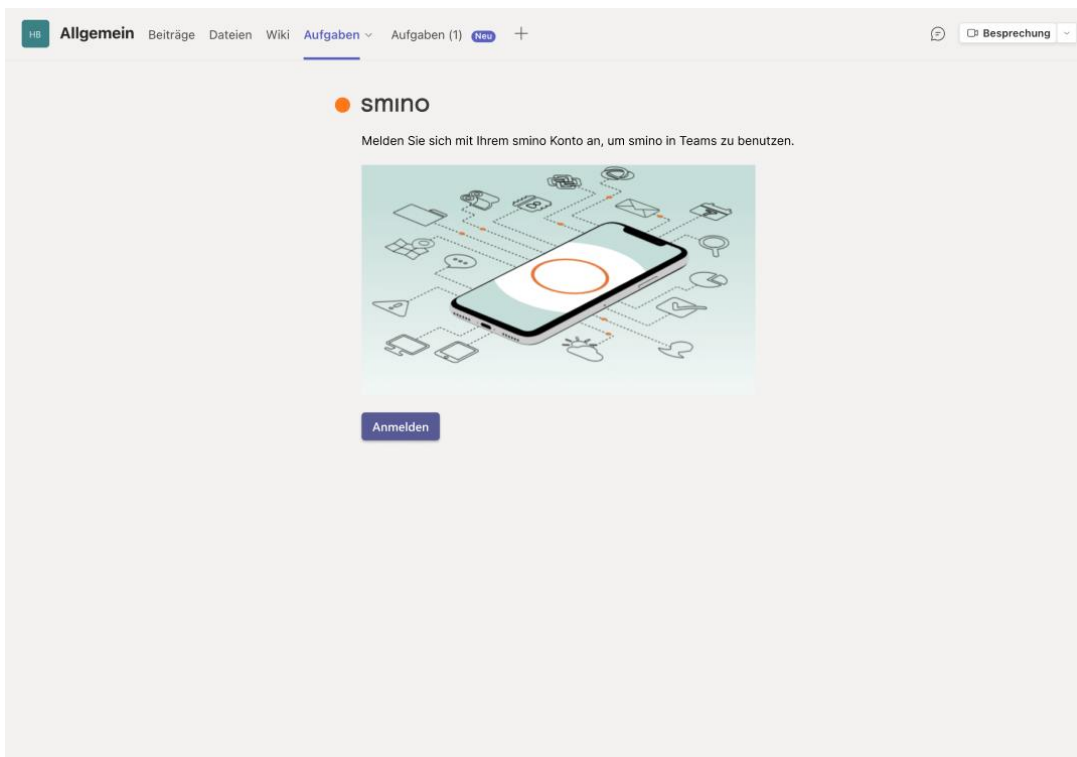 HB Allgemein Beiträge Dateien Wiki Aufgaben Aufgaben (1) Neu Besprechung
smino
Melden Sie sich mit Ihrem smino Konto an, um smino in Teams zu benutzen.
Anmelden